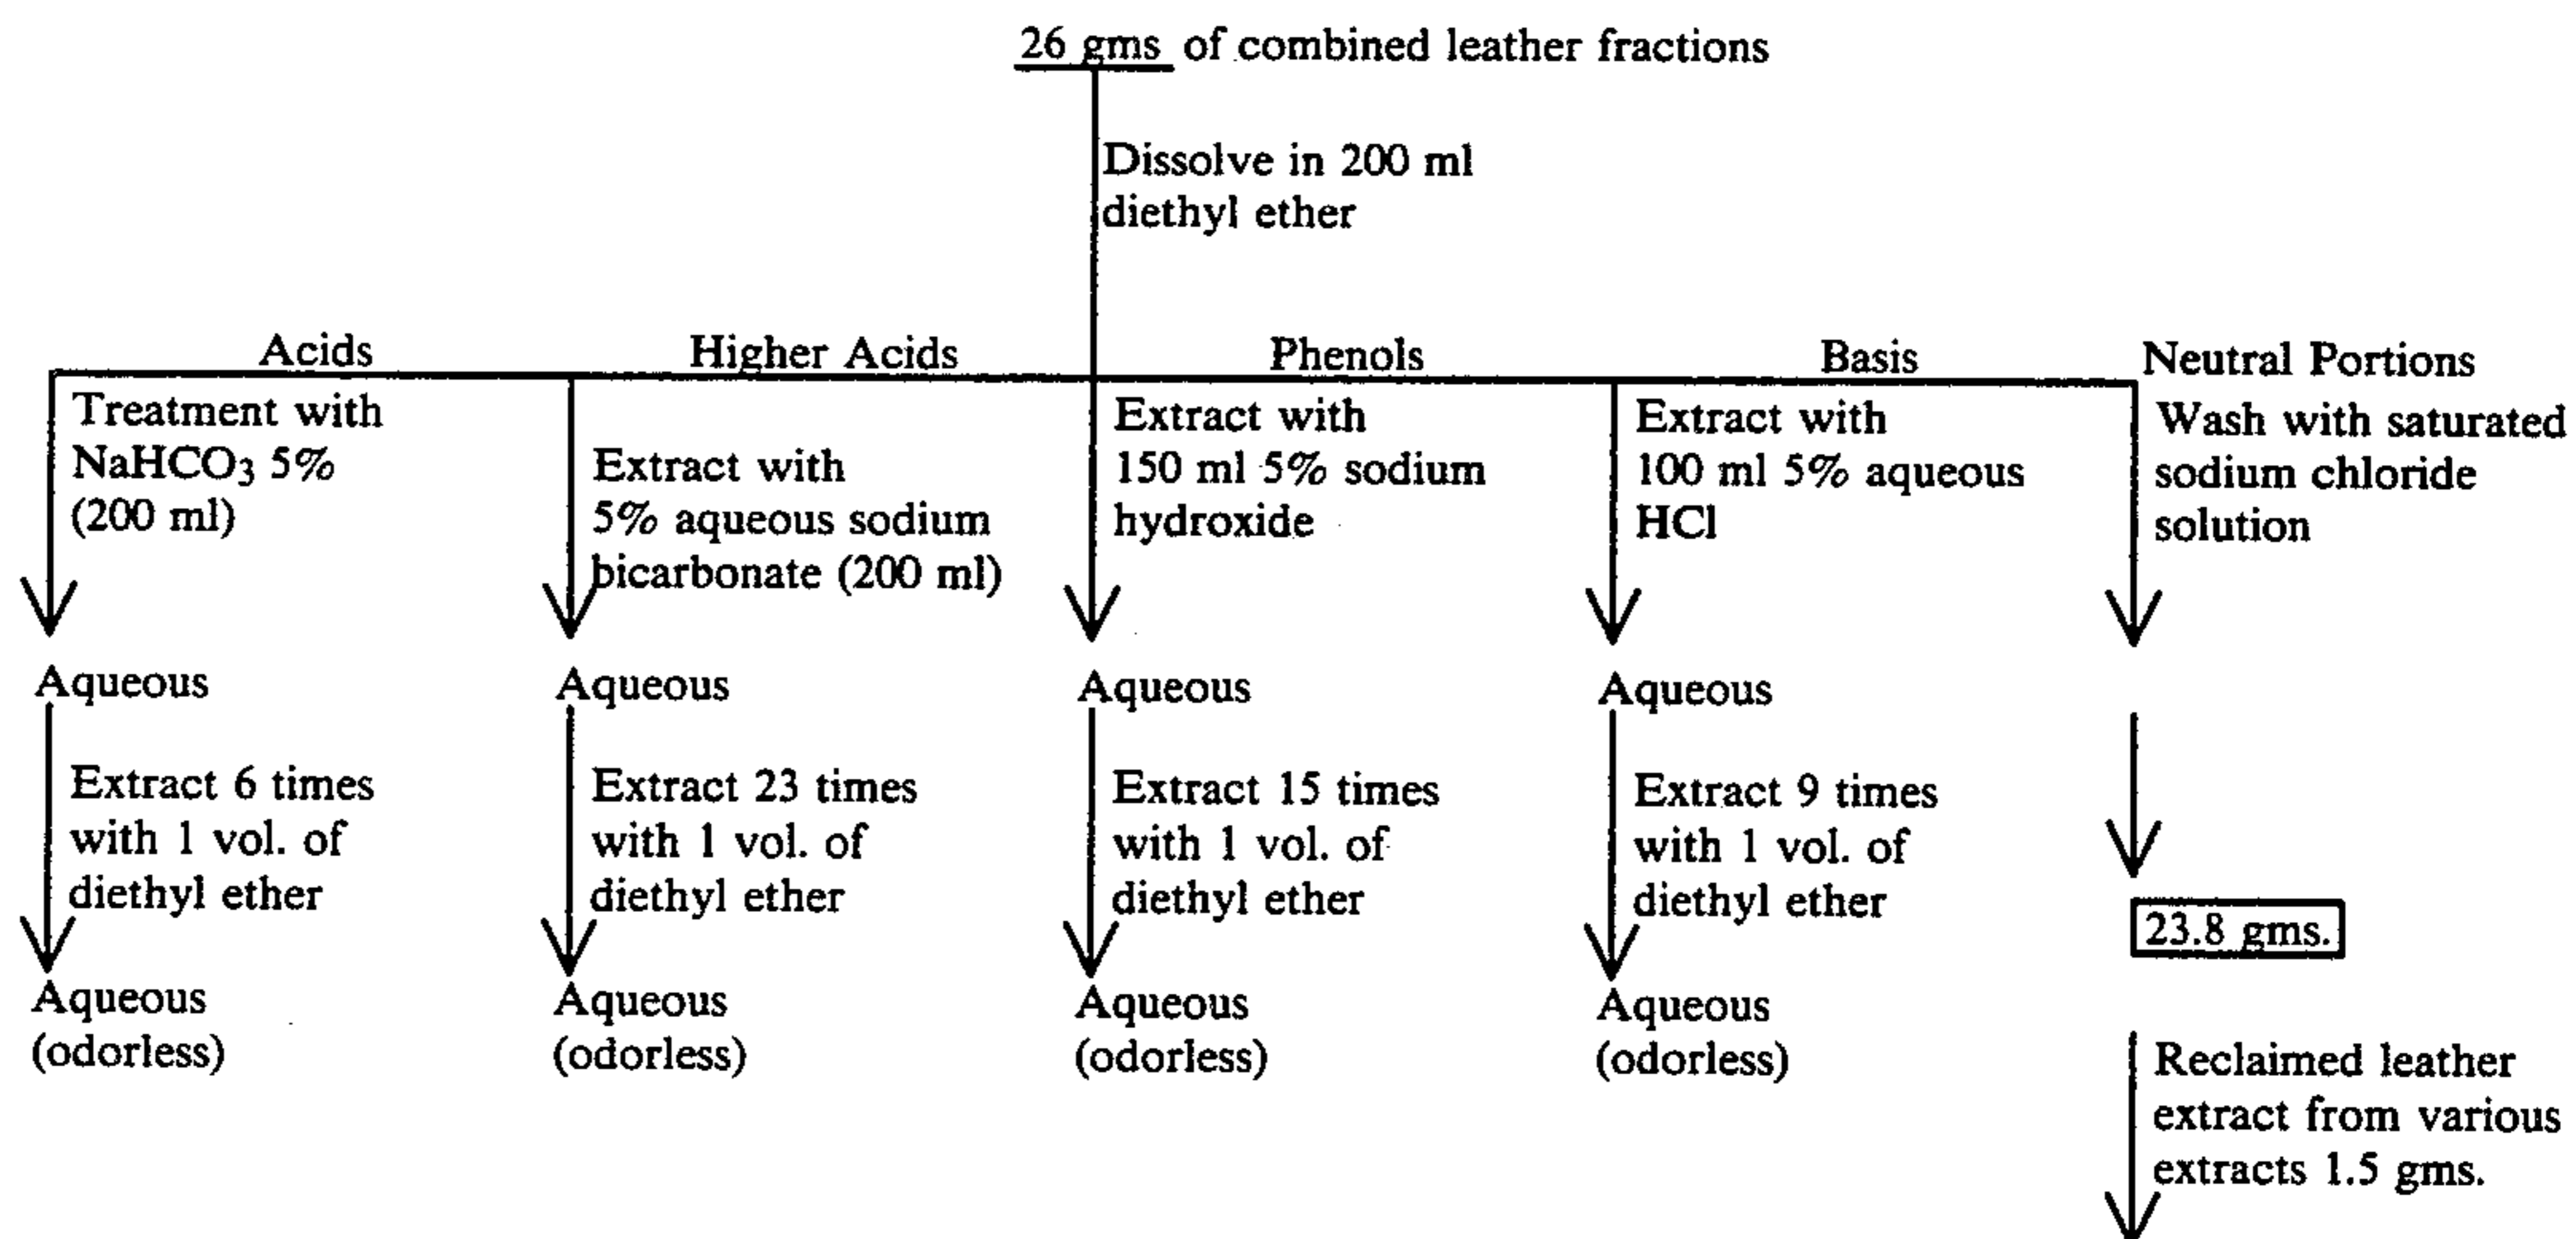 26 gms of combined leather fractions
Dissolve in 200 ml
diethyl ether
Acids
Higher Acids
Phenols
Basis
Neutral Portions
Treatment with
NaHCO3 5%
(200 ml)
Extract with
5% aqueous sodium
bicarbonate (200 ml)
Extract with
150 ml 5% sodium
hydroxide
Extract with
100 ml 5% aqueous
HCl
Wash with saturated
sodium chloride
solution
Aqueous
Aqueous
Aqueous
Aqueous
Extract 6 times
with 1 vol. of
diethyl ether
Extract 23 times
with 1 vol. of
diethyl ether
Extract 15 times
with 1 vol. of
diethyl ether
Extract 9 times
with 1 vol. of
diethyl ether
23.8 gms.
Aqueous
(odorless)
Aqueous
(odorless)
Aqueous
(odorless)
Aqueous
(odorless)
Reclaimed leather
extract from various
extracts 1.5 gms.